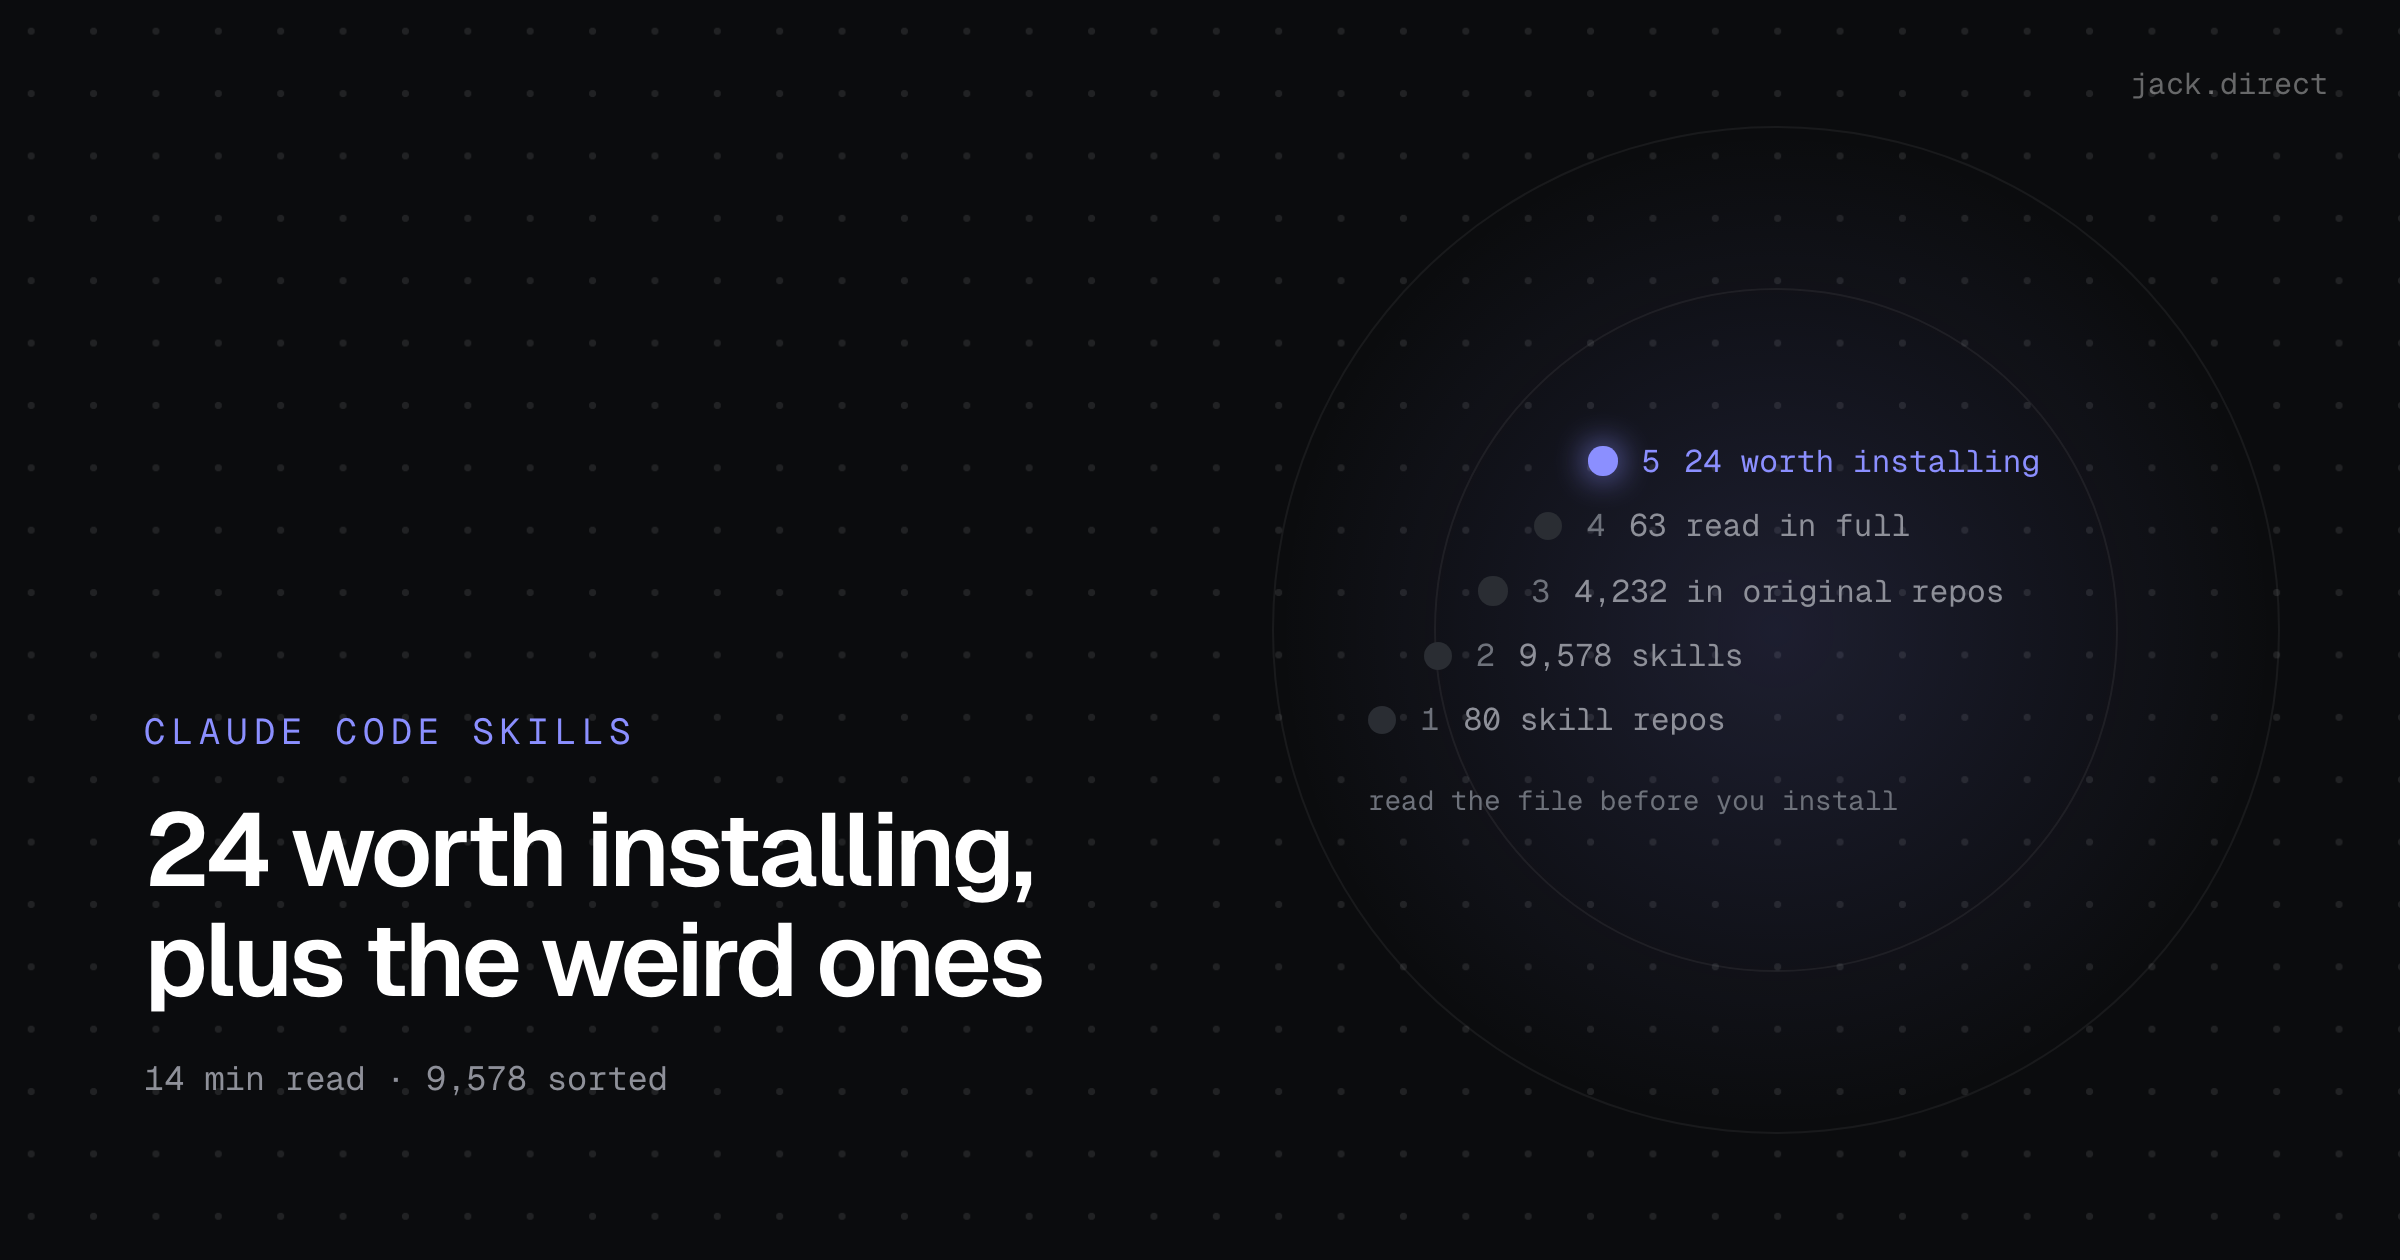 jack.direct
5 24 worth installing
4 63 read in full
3 4,232 in original repos
2 9,578 skills
1 80 skill repos
read the file before you install
CLAUDE CODE SKILLS
24 worth installing,
plus the weird ones
14 min read · 9,578 sorted